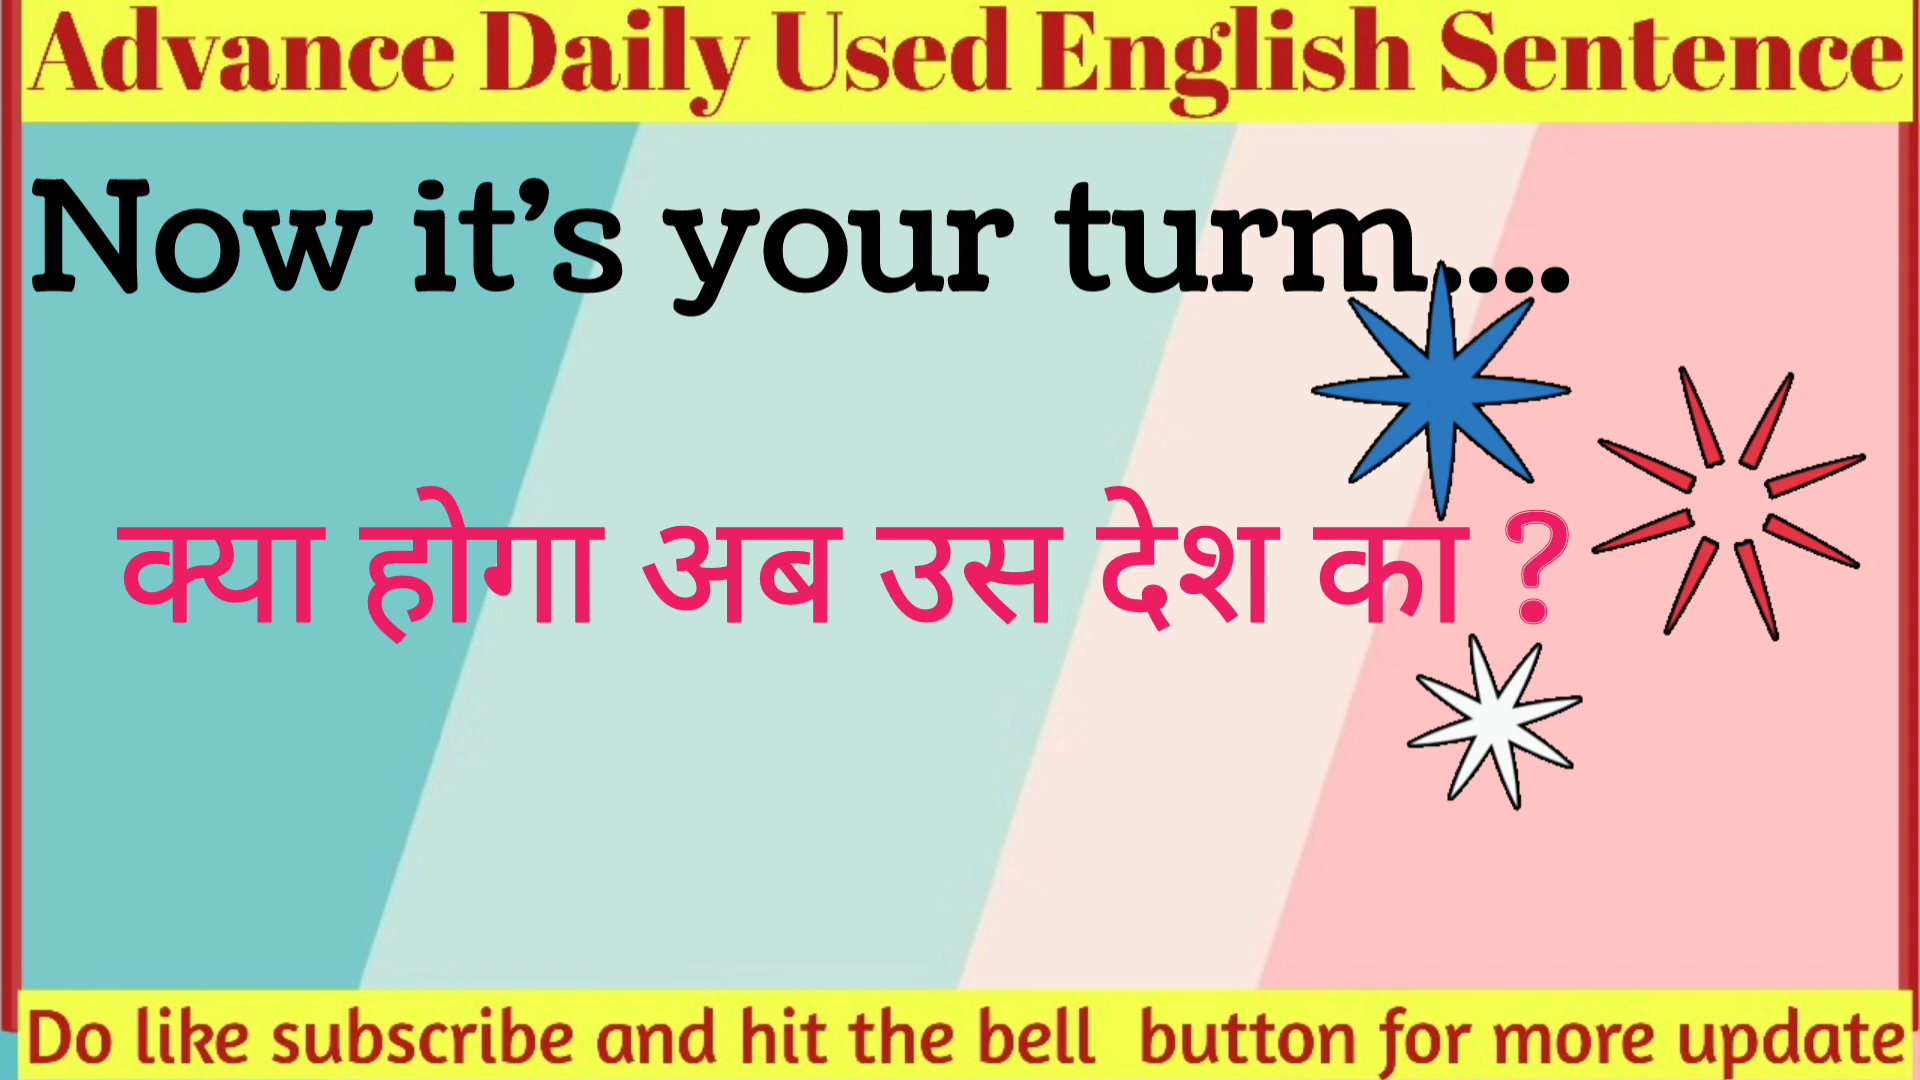 Advance Daily Used English Sentence
Now it's your turm....
क्या होगा अब उस देश का ?
Do like subscribe and hit the bell button for more update